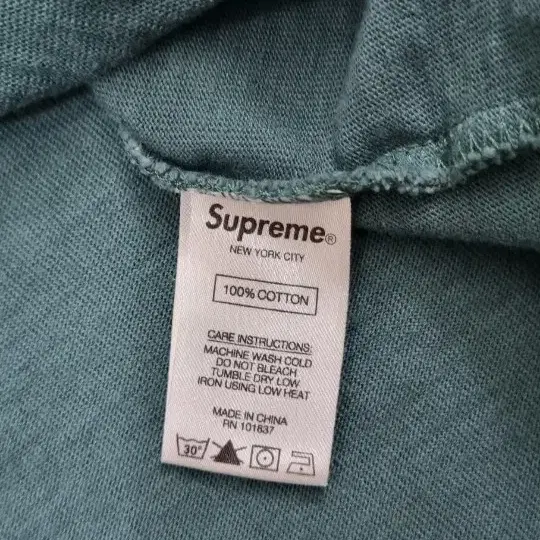 Supreme®
NEW YORK CITY
100% COTTON
CARE INSTRUCTIONS:
MACHINE WASH COLD
DO NOT BLEACH
TUMBLE DRY LOW
IRON USING LOW HEAT
MADE IN CHINA
RN 101837
30°